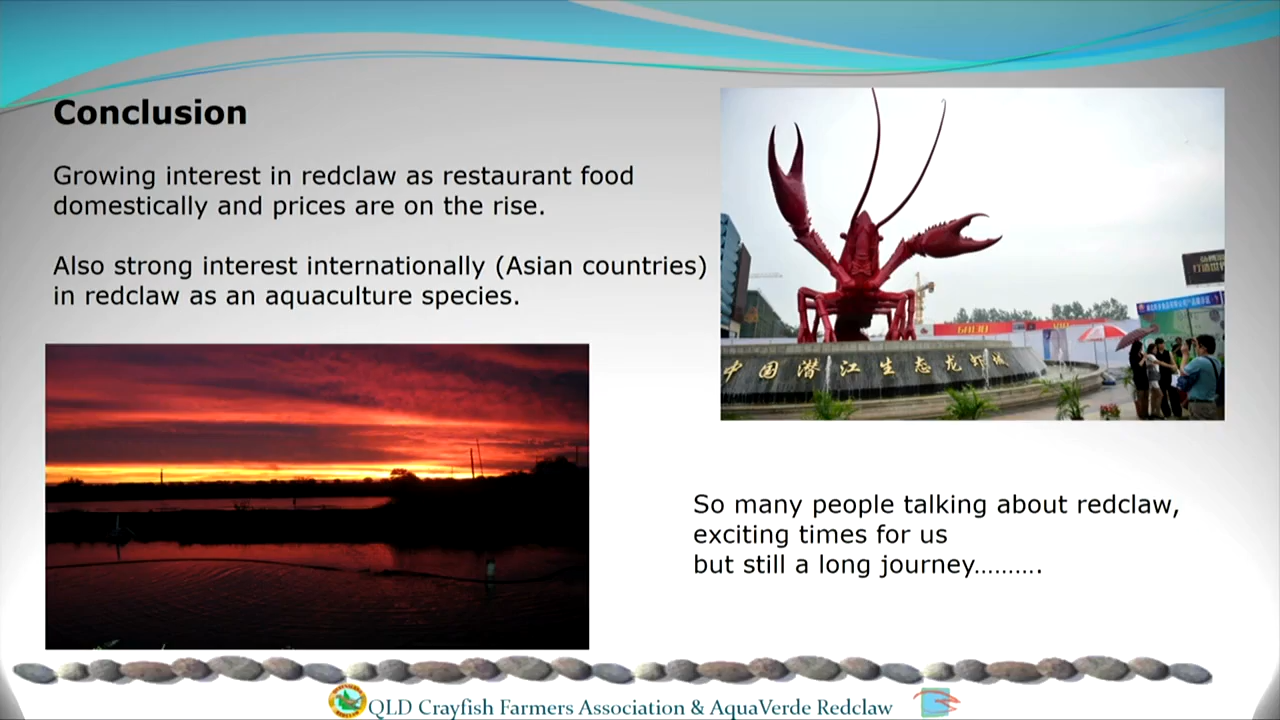 Conclusion
Growing interest in redclaw as restaurant food
domestically and prices are on the rise.
Also strong interest internationally (Asian countries)
in redclaw as an aquaculture species.
中国潜江生态龙虾城
So many people talking about redclaw,
exciting times for us
but still a long journey……….
QLD Crayfish Farmers Association & AquaVerde Redclaw